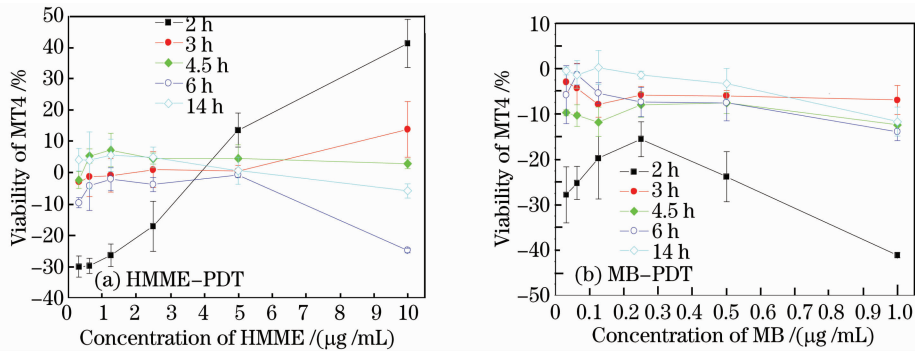 50
40
30
20
10
0
−10
−20
−30
−40
Viability of MT4 /%
2 h
3 h
4.5 h
6 h
14 h
(a) HMME–PDT
0 1 2 3 4 5 6 7 8 9 10
Concentration of HMME /(μg /mL)
10
0
−10
−20
−30
−40
−50
Viability of MT4 /%
2 h
3 h
4.5 h
6 h
14 h
(b) MB–PDT
0 0.1 0.2 0.3 0.4 0.5 0.6 0.7 0.8 0.9 1.0
Concentration of MB /(μg /mL)